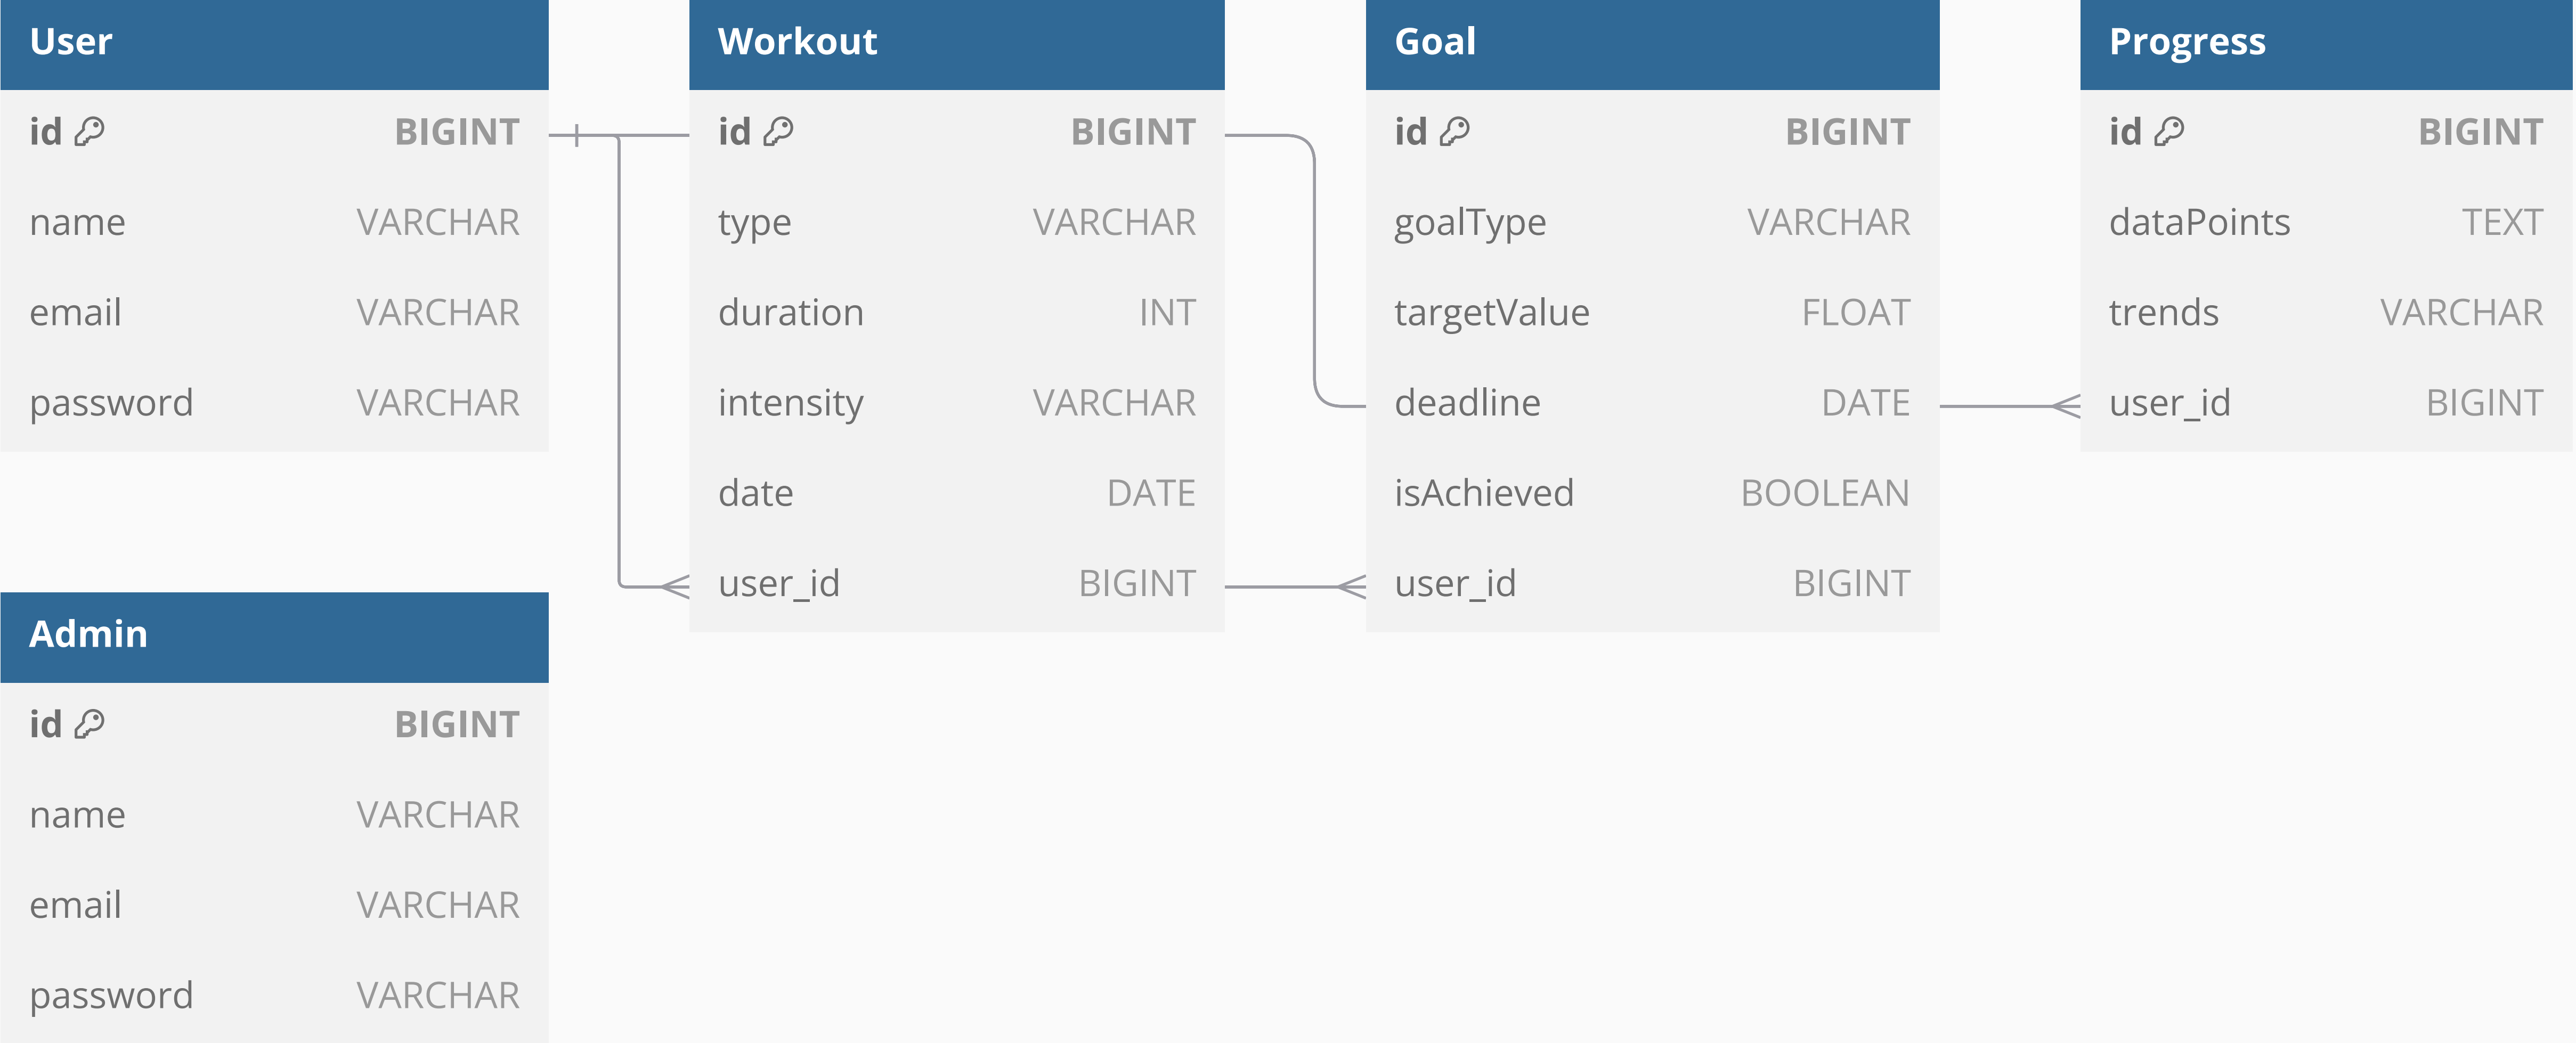 User
id BIGINT
name VARCHAR
email VARCHAR
password VARCHAR
Workout
id BIGINT
type VARCHAR
duration INT
intensity VARCHAR
date DATE
user_id BIGINT
Goal
id BIGINT
goalType VARCHAR
targetValue FLOAT
deadline DATE
isAchieved BOOLEAN
user_id BIGINT
Progress
id BIGINT
dataPoints TEXT
trends VARCHAR
user_id BIGINT
Admin
id BIGINT
name VARCHAR
email VARCHAR
password VARCHAR